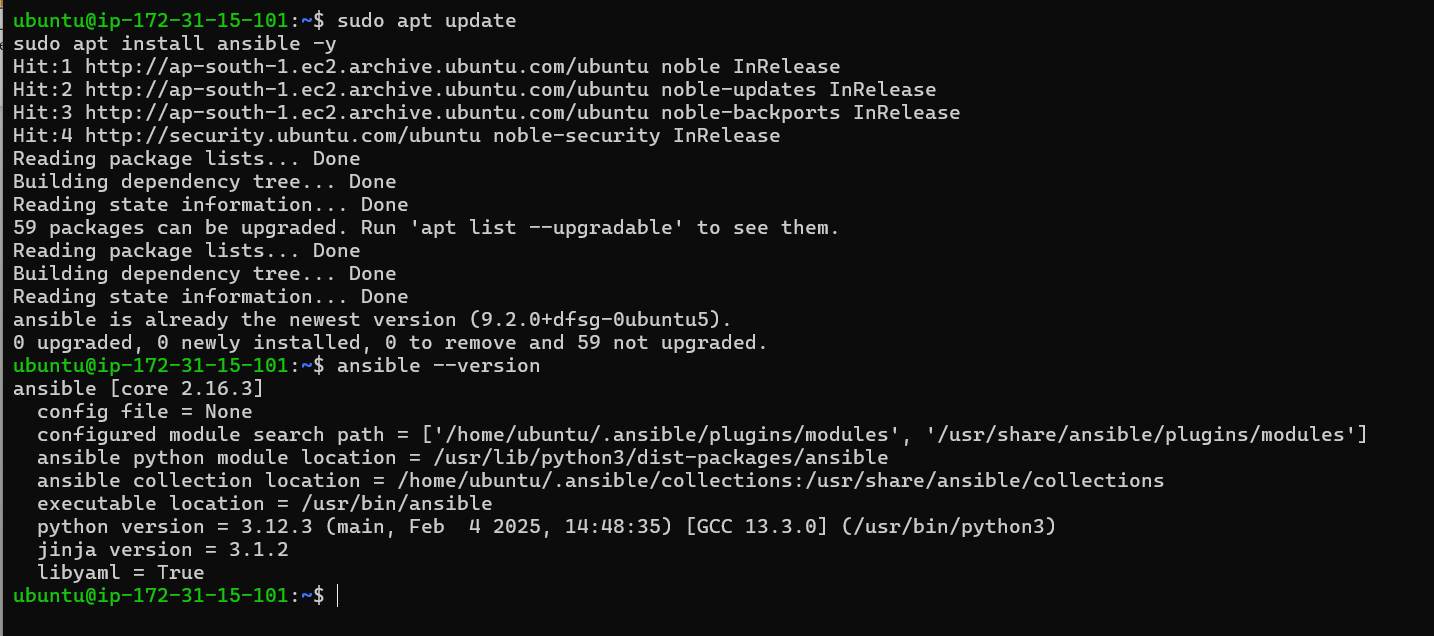 ubuntu@ip-172-31-15-101:~$ sudo apt update
sudo apt install ansible -y
Hit:1 http://ap-south-1.ec2.archive.ubuntu.com/ubuntu noble InRelease
Hit:2 http://ap-south-1.ec2.archive.ubuntu.com/ubuntu noble-updates InRelease
Hit:3 http://ap-south-1.ec2.archive.ubuntu.com/ubuntu noble-backports InRelease
Hit:4 http://security.ubuntu.com/ubuntu noble-security InRelease
Reading package lists... Done
Building dependency tree... Done
Reading state information... Done
59 packages can be upgraded. Run 'apt list --upgradable' to see them.
Reading package lists... Done
Building dependency tree... Done
Reading state information... Done
ansible is already the newest version (9.2.0+dfsg-0ubuntu5).
0 upgraded, 0 newly installed, 0 to remove and 59 not upgraded.
ubuntu@ip-172-31-15-101:~$ ansible --version
ansible [core 2.16.3]
  config file = None
  configured module search path = ['/home/ubuntu/.ansible/plugins/modules', '/usr/share/ansible/plugins/modules']
  ansible python module location = /usr/lib/python3/dist-packages/ansible
  ansible collection location = /home/ubuntu/.ansible/collections:/usr/share/ansible/collections
  executable location = /usr/bin/ansible
  python version = 3.12.3 (main, Feb  4 2025, 14:48:35) [GCC 13.3.0] (/usr/bin/python3)
  jinja version = 3.1.2
  libyaml = True
ubuntu@ip-172-31-15-101:~$